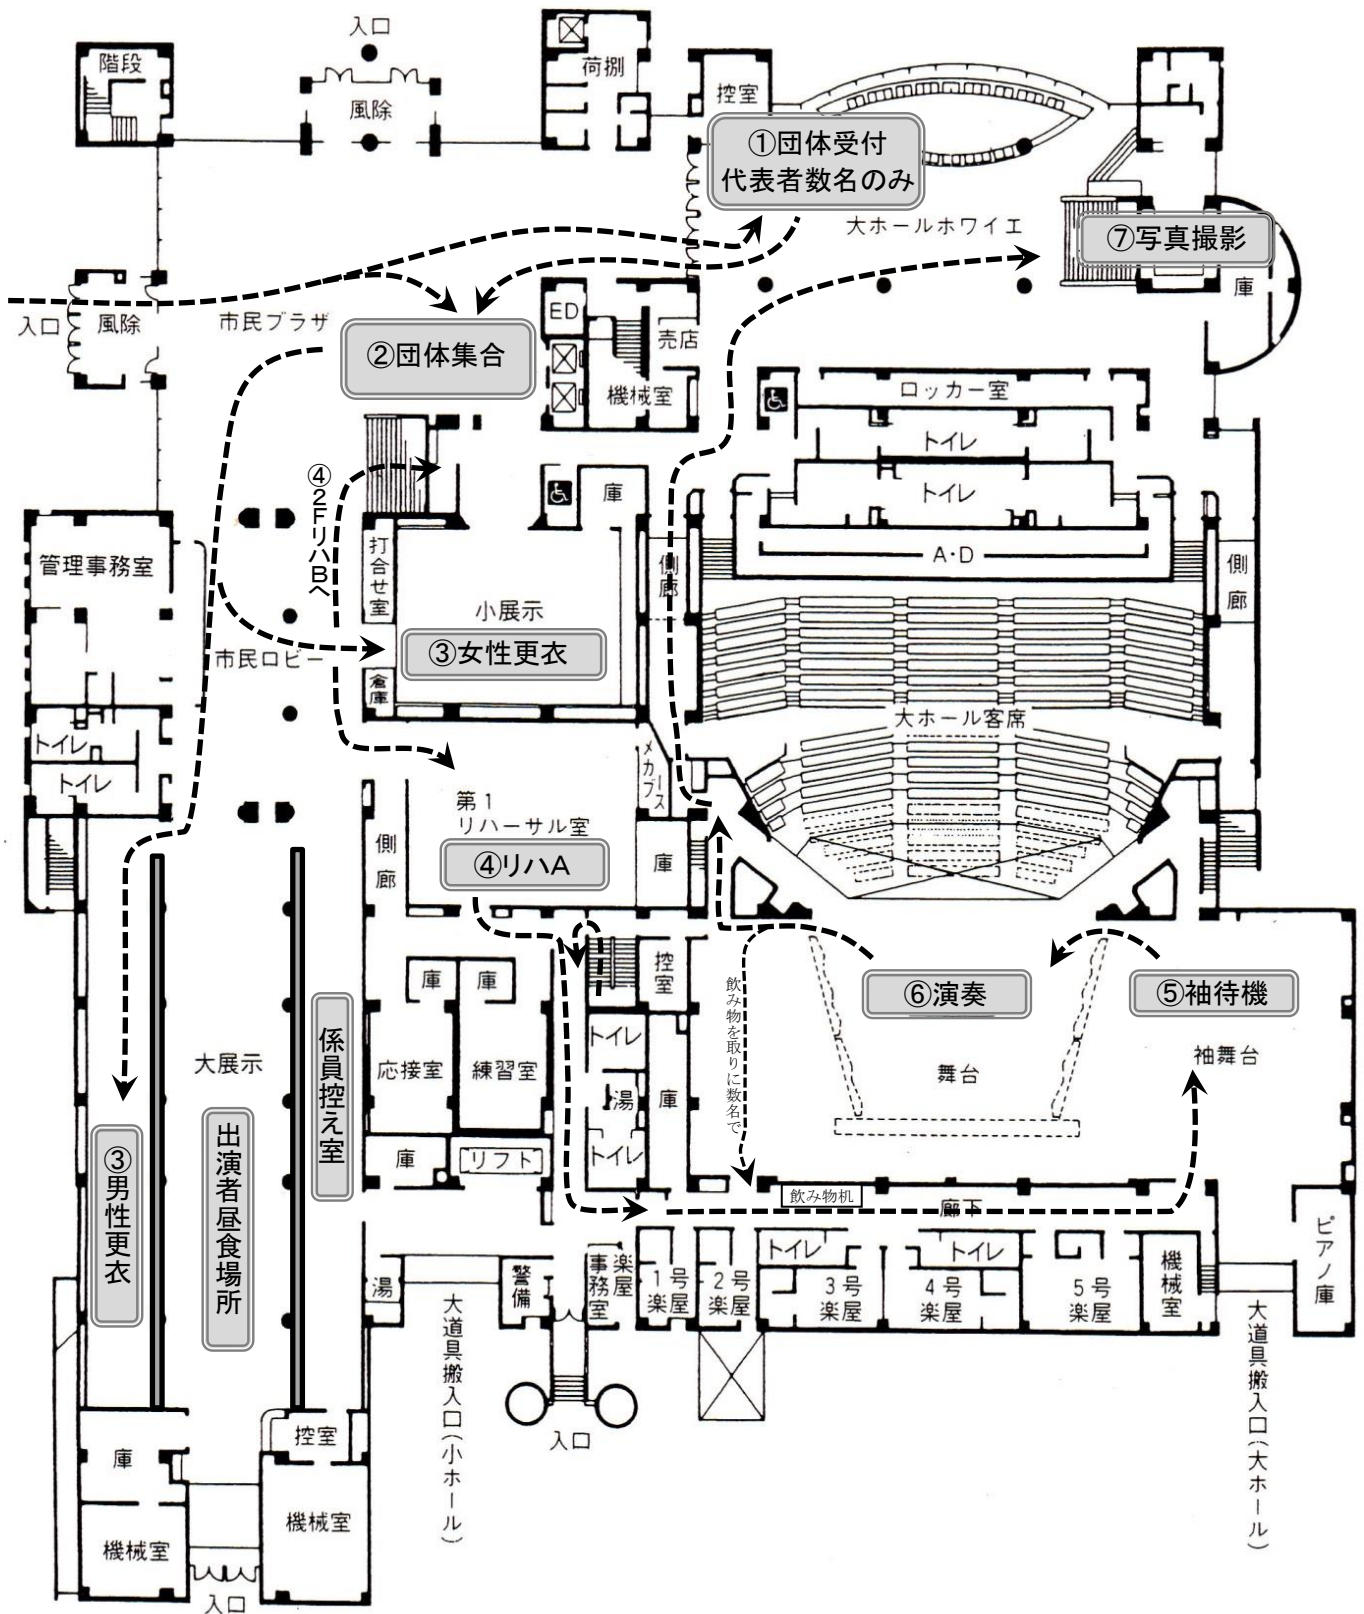 入口
階段
荷捌
風除
控室
①団体受付
代表者数名のみ
大ホールホワイエ
⑦写真撮影
庫
入口
風除
市民プラザ
ED
売店
②団体集合
機械室
ロッカー室
トイレ
トイレ
A・D
④2FリハBへ
庫
管理事務室
打合せ室
側廊
側廊
小展示
③女性更衣
市民ロビー
倉庫
大ホール客席
トイレ
トイレ
メカブース
第1
リハーサル室
側廊
④リハA
庫
控室
庫
庫
飲み物を取りに数名で
⑥演奏
⑤袖待機
係員控え室
トイレ
大展示
応接室
練習室
湯
庫
舞台
袖舞台
出演者昼食場所
③男性更衣
庫
リフト
トイレ
飲み物机
廊下
ピアノ庫
湯
警備
楽屋
事務室
1号
楽屋
2号
楽屋
トイレ
3号
楽屋
4号
楽屋
トイレ
5号
楽屋
機械室
大道具搬入口(小ホール)
大道具搬入口(大ホール)
入口
控室
庫
機械室
機械室
入口